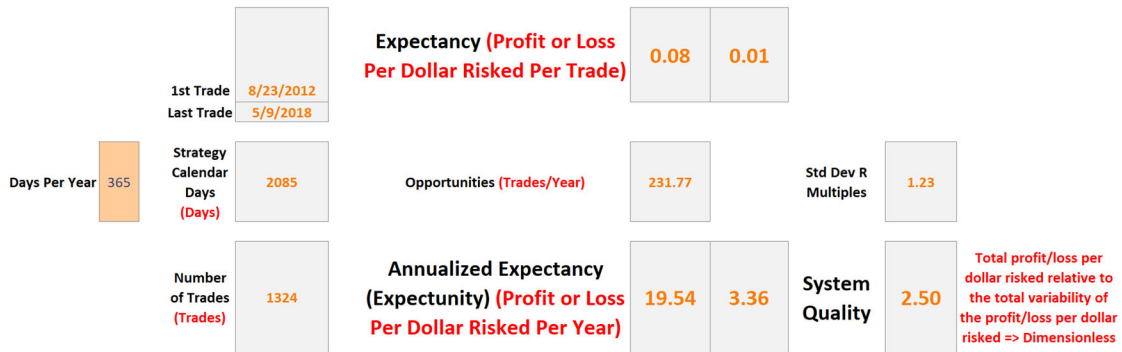 Expectancy (Profit or Loss
Per Dollar Risked Per Trade)
0.08
0.01
1st Trade
8/23/2012
Last Trade
5/9/2018
Days Per Year
365
Strategy
Calendar
Days
(Days)
2085
Opportunities (Trades/Year)
231.77
Std Dev R
Multiples
1.23
Number
of Trades
(Trades)
1324
Annualized Expectancy
(Expectunity) (Profit or Loss
Per Dollar Risked Per Year)
19.54
3.36
System
Quality
2.50
Total profit/loss per
dollar risked relative to
the total variability of
the profit/loss per dollar
risked => Dimensionless